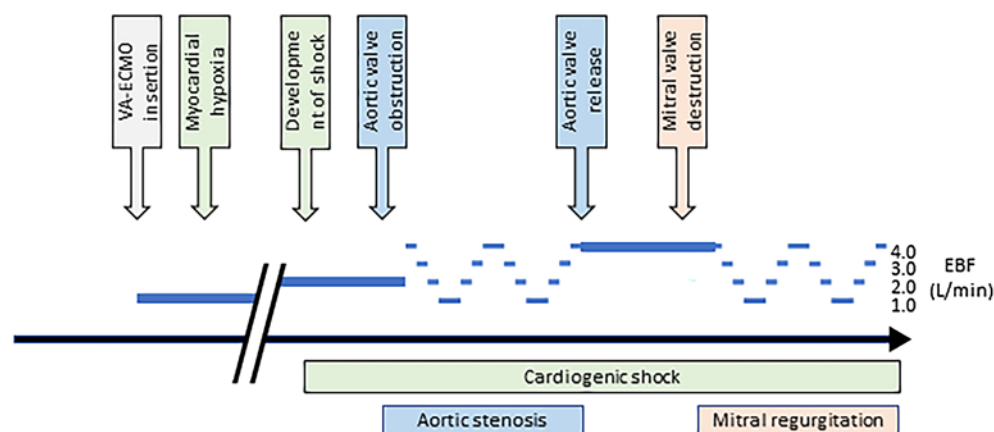 VA-ECMO
insertion
Myocardial
hypoxia
Developme
nt of shock
Aortic valve
obstruction
Aortic valve
release
Mitral valve
destruction
4.0
3.0
2.0
1.0
EBF
(L/min)
Cardiogenic shock
Aortic stenosis
Mitral regurgitation